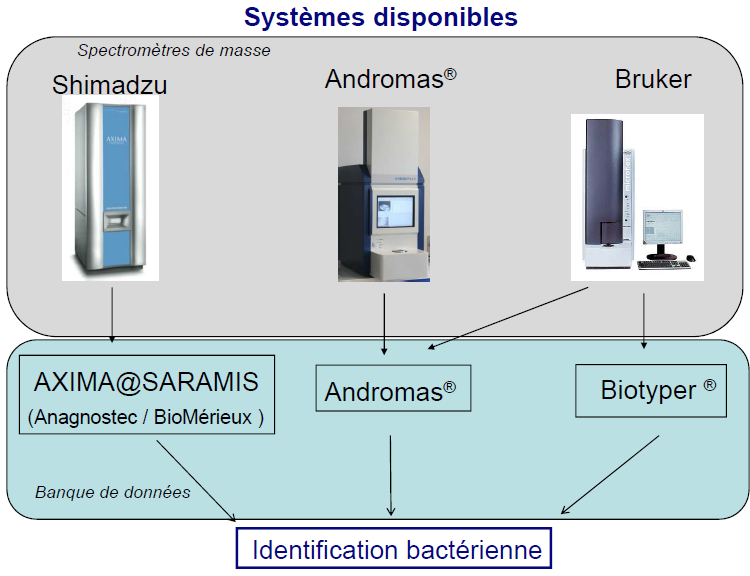 Systèmes disponibles
Spectromètres de masse
Shimadzu
Andromas®
Bruker
AXIMA
AXIMA@SARAMIS
(Anagnostec / BioMérieux )
Andromas®
Biotyper ®
Banque de données
Identification bactérienne